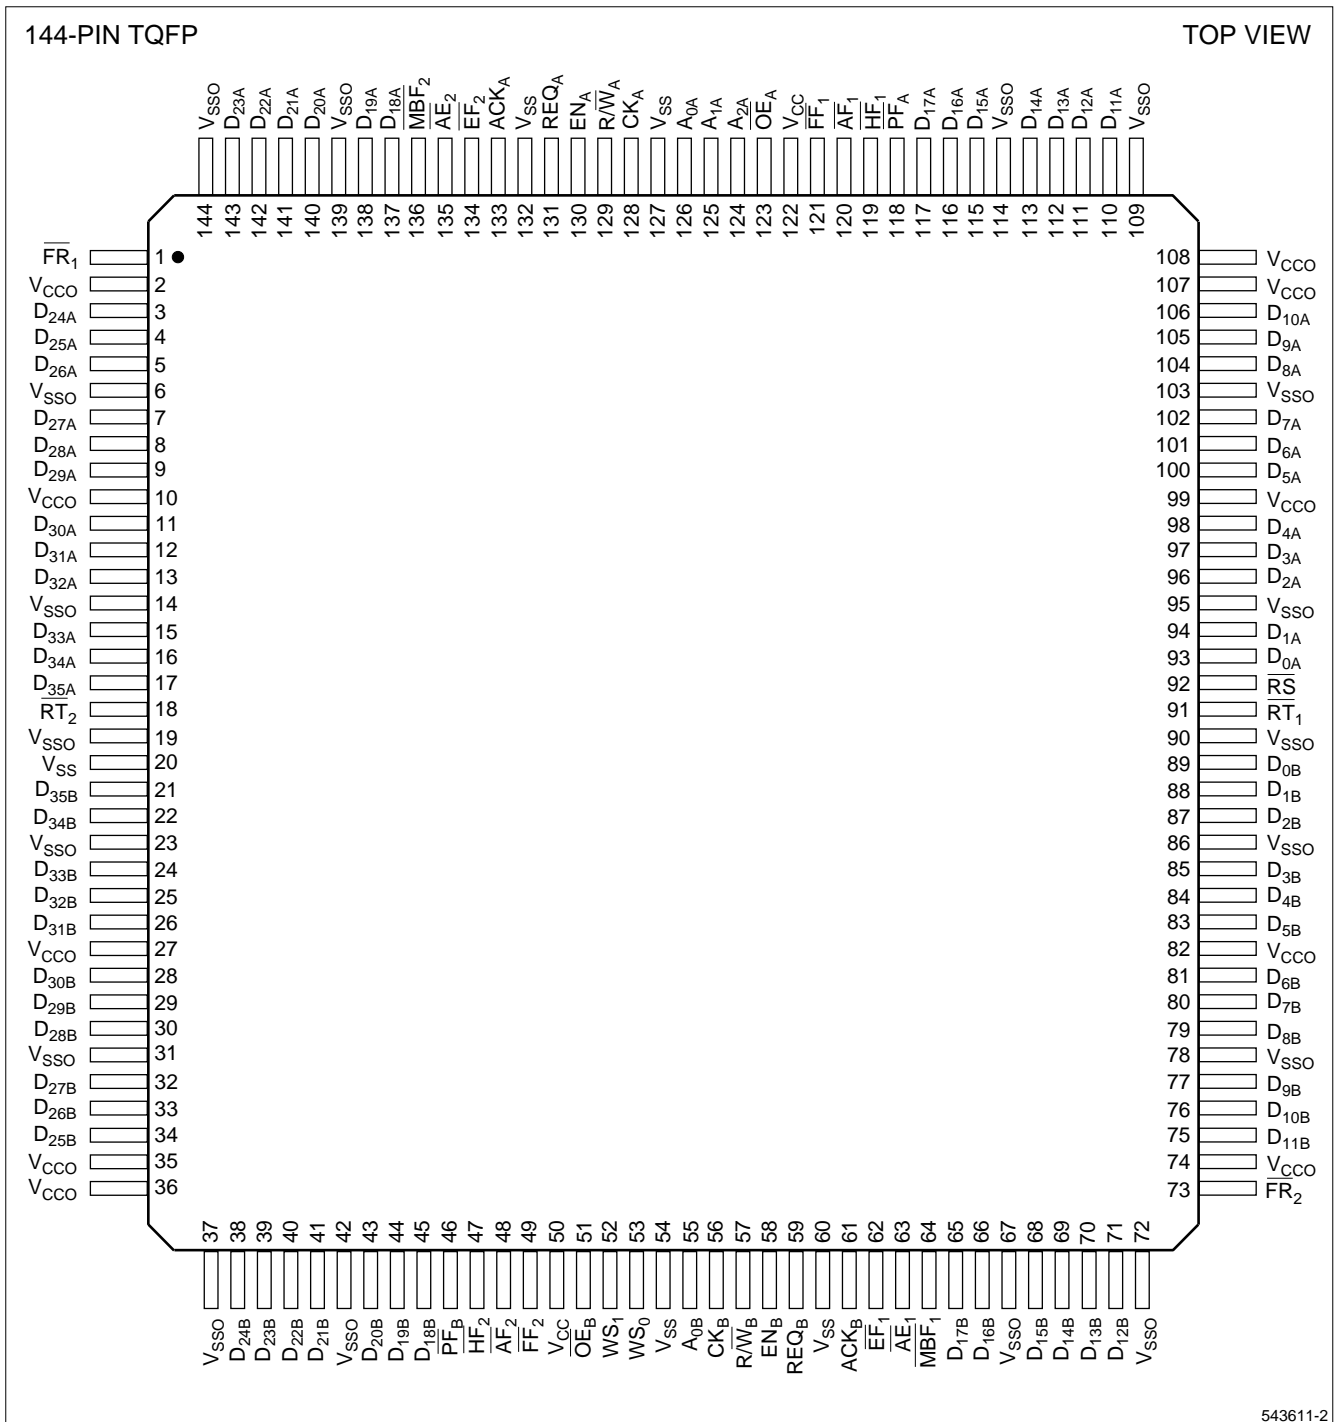 144-PIN TQFP
TOP VIEW
VSSO
D23A
D22A
D21A
D20A
VSSO
D19A
D18A
MBF2
AE2
EF2
ACKA
VSS
REQA
ENA
R/WA
CKA
VSS
A0A
A1A
A2A
OEA
VCC
FF1
AF1
HF1
PFA
D17A
D16A
D15A
VSSO
D14A
D13A
D12A
D11A
VSSO
144
143
142
141
140
139
138
137
136
135
134
133
132
131
130
129
128
127
126
125
124
123
122
121
120
119
118
117
116
115
114
113
112
111
110
109
FR1 1
VCCO 2
D24A 3
D25A 4
D26A 5
VSSO 6
D27A 7
D28A 8
D29A 9
VCCO 10
D30A 11
D31A 12
D32A 13
VSSO 14
D33A 15
D34A 16
D35A 17
RT2 18
VSSO 19
VSS 20
D35B 21
D34B 22
VSSO 23
D33B 24
D32B 25
D31B 26
VCCO 27
D30B 28
D29B 29
D28B 30
VSSO 31
D27B 32
D26B 33
D25B 34
VCCO 35
VCCO 36
108 VCCO
107 VCCO
106 D10A
105 D9A
104 D8A
103 VSSO
102 D7A
101 D6A
100 D5A
99 VCCO
98 D4A
97 D3A
96 D2A
95 VSSO
94 D1A
93 D0A
92 RS
91 RT1
90 VSSO
89 D0B
88 D1B
87 D2B
86 VSSO
85 D3B
84 D4B
83 D5B
82 VCCO
81 D6B
80 D7B
79 D8B
78 VSSO
77 D9B
76 D10B
75 D11B
74 VCCO
73 FR2
37
38
39
40
41
42
43
44
45
46
47
48
49
50
51
52
53
54
55
56
57
58
59
60
61
62
63
64
65
66
67
68
69
70
71
72
VSSO
D24B
D23B
D22B
D21B
VSSO
D20B
D19B
D18B
PFB
HF2
AF2
FF2
VCC
OEB
WS1
WS0
VSS
A0B
CKB
R/WB
ENB
REQB
VSS
ACKB
EF1
AE1
MBF1
D17B
D16B
VSSO
D15B
D14B
D13B
D12B
VSSO
543611-2